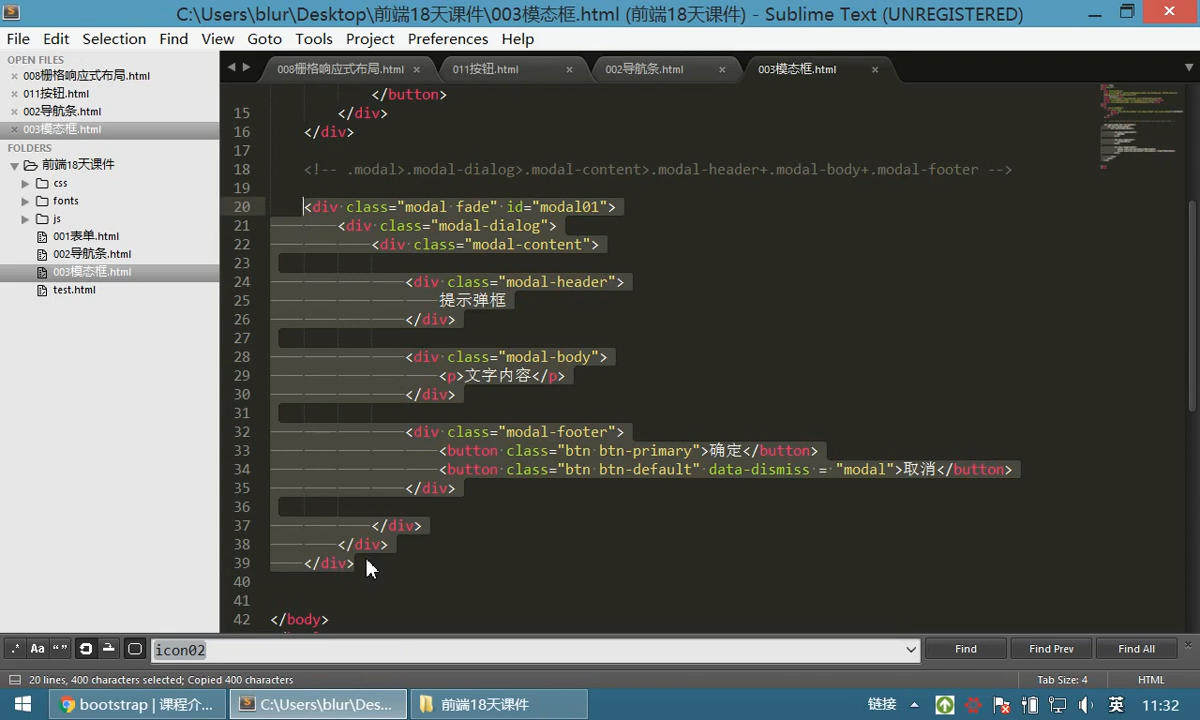 C:\Users\blur\Desktop\前端18天课件\003模态框.html (前端18天课件) - Sublime Text (UNREGISTERED)
File Edit Selection Find View Goto Tools Project Preferences Help
OPEN FILES
008栅格响应式布局.html
011按钮.html
002导航条.html
003模态框.html
FOLDERS
前端18天课件
css
fonts
js
001表单.html
002导航条.html
003模态框.html
test.html
008栅格响应式布局.html 011按钮.html 002导航条.html 003模态框.html
</button>
15 </div>
16 </div>
17
18 <!-- .modal>.modal-dialog>.modal-content>.modal-header+.modal-body+.modal-footer -->
19
20 <div class="modal fade" id="modal01">
21 <div class="modal-dialog">
22 <div class="modal-content">
23
24 <div class="modal-header">
25 提示弹框
26 </div>
27
28 <div class="modal-body">
29 <p>文字内容</p>
30 </div>
31
32 <div class="modal-footer">
33 <button class="btn btn-primary">确定</button>
34 <button class="btn btn-default" data-dismiss = "modal">取消</button>
35 </div>
36
37 </div>
38 </div>
39 </div>
40
41
42 </body>
.* Aa “” icon02 Find Find Prev Find All
20 lines, 400 characters selected; Copied 400 characters Tab Size: 4 HTML
bootstrap | 课程介... C:\Users\blur\Des... 前端18天课件 链接 英 11:32